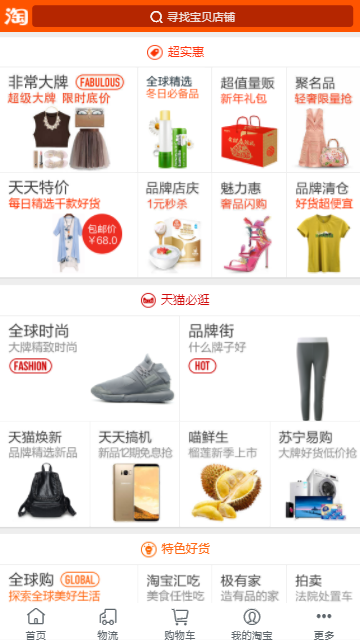 淘
寻找宝贝店铺
超实惠
非常大牌 FABULOUS
超级大牌 限时底价
全球精选
冬日必备品
超值量贩
新年礼包
聚名品
轻奢限量抢
天天特价
每日精选千款好货
包邮价
¥68.0
品牌店庆
1元秒杀
魅力惠
奢品闪购
品牌清仓
好货超便宜
天猫必逛
全球时尚
大牌精致时尚
FASHION
品牌街
什么牌子好
HOT
天猫焕新
品牌精选新品
天天搞机
新品12期免息抢
喵鲜生
榴莲新季上市
苏宁易购
大牌好货低价抢
特色好货
全球购 GLOBAL
探索全球美好生活
淘宝汇吃
美食任性吃
极有家
造有品的家
拍卖
法院处置车
首页
物流
购物车
我的淘宝
更多